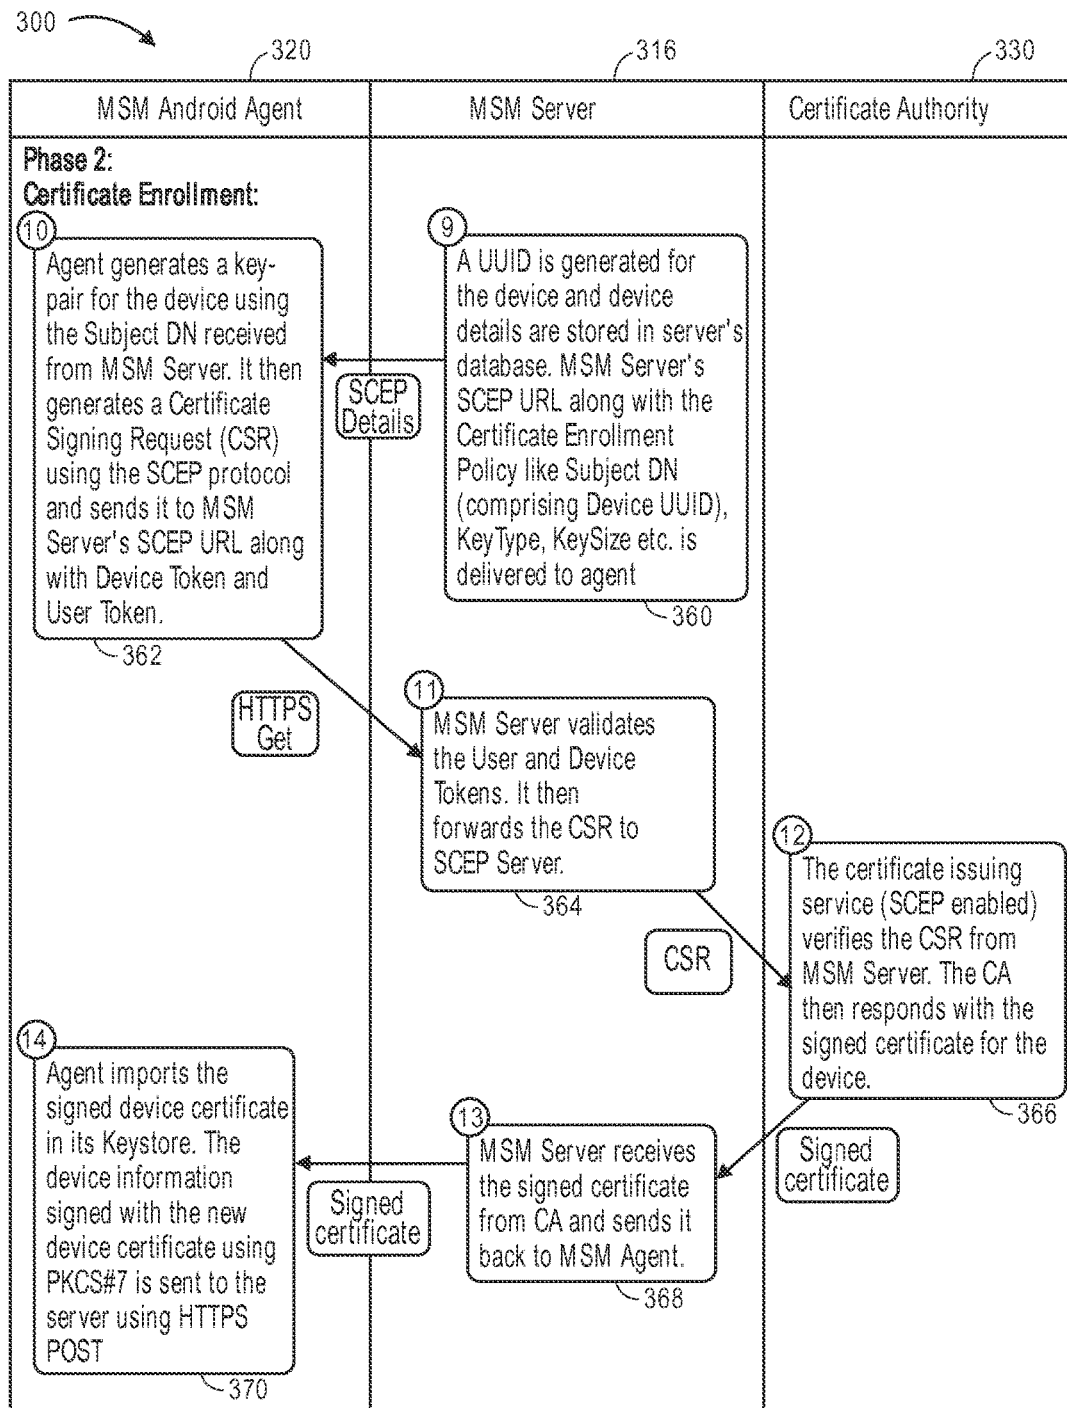 300
320
316
330
MSM Android Agent
MSM Server
Certificate Authority
Phase 2:
Certificate Enrollment:
10
Agent generates a key-
pair for the device using
the Subject DN received
from MSM Server. It then
generates a Certificate
Signing Request (CSR)
using the SCEP protocol
and sends it to MSM
Server's SCEP URL along
with Device Token and
User Token.
362
SCEP
Details
9
A UUID is generated for
the device and device
details are stored in server's
database. MSM Server's
SCEP URL along with the
Certificate Enrollment
Policy like Subject DN
(comprising Device UUID),
KeyType, KeySize etc. is
delivered to agent
360
HTTPS
Get
11
MSM Server validates
the User and Device
Tokens. It then
forwards the CSR to
SCEP Server.
364
CSR
12
The certificate issuing
service (SCEP enabled)
verifies the CSR from
MSM Server. The CA
then responds with the
signed certificate for the
device.
366
Signed
certificate
13
MSM Server receives
the signed certificate
from CA and sends it
back to MSM Agent.
368
Signed
certificate
14
Agent imports the
signed device certificate
in its Keystore. The
device information
signed with the new
device certificate using
PKCS#7 is sent to the
server using HTTPS
POST
370